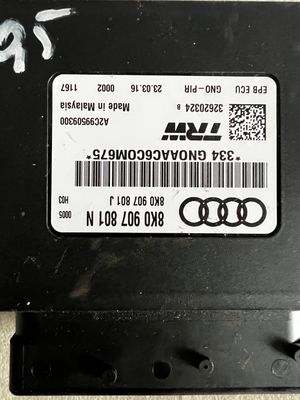 95
EPB ECU GNO-PIR 23.03.16 0002 1167
32620324 B Made in Malaysia A2C99509300
TRW
*334 GNOAAC6COM675*
8K0 907 801 J
8K0 907 801 N
0005 H03